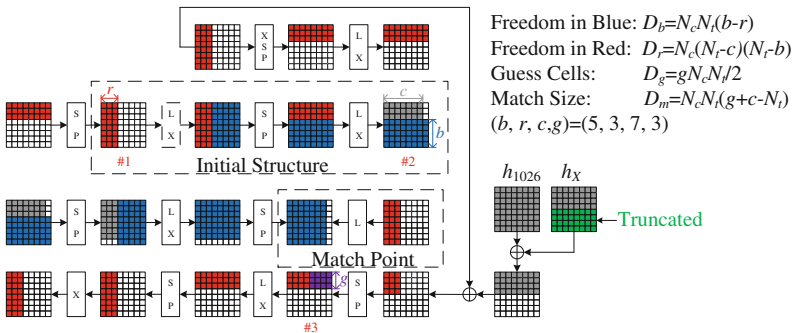 X
S
P
L
X
Freedom in Blue: D_b=N_cN_t(b-r)
Freedom in Red: D_r=N_c(N_t-c)(N_t-b)
Guess Cells: D_g=gN_cN_t/2
Match Size: D_m=N_cN_t(g+c-N_t)
(b, r, c,g)=(5, 3, 7, 3)
S
P
r
L
X
S
P
L
X
c
b
#1
Initial Structure
#2
S
P
L
X
S
P
L
Match Point
h_1026
h_X
Truncated
X
S
P
L
X
g
S
P
#3